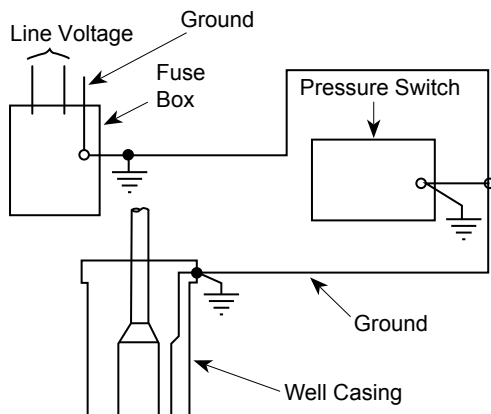 Line Voltage
Ground
Fuse
Box
Pressure Switch
Ground
Well Casing